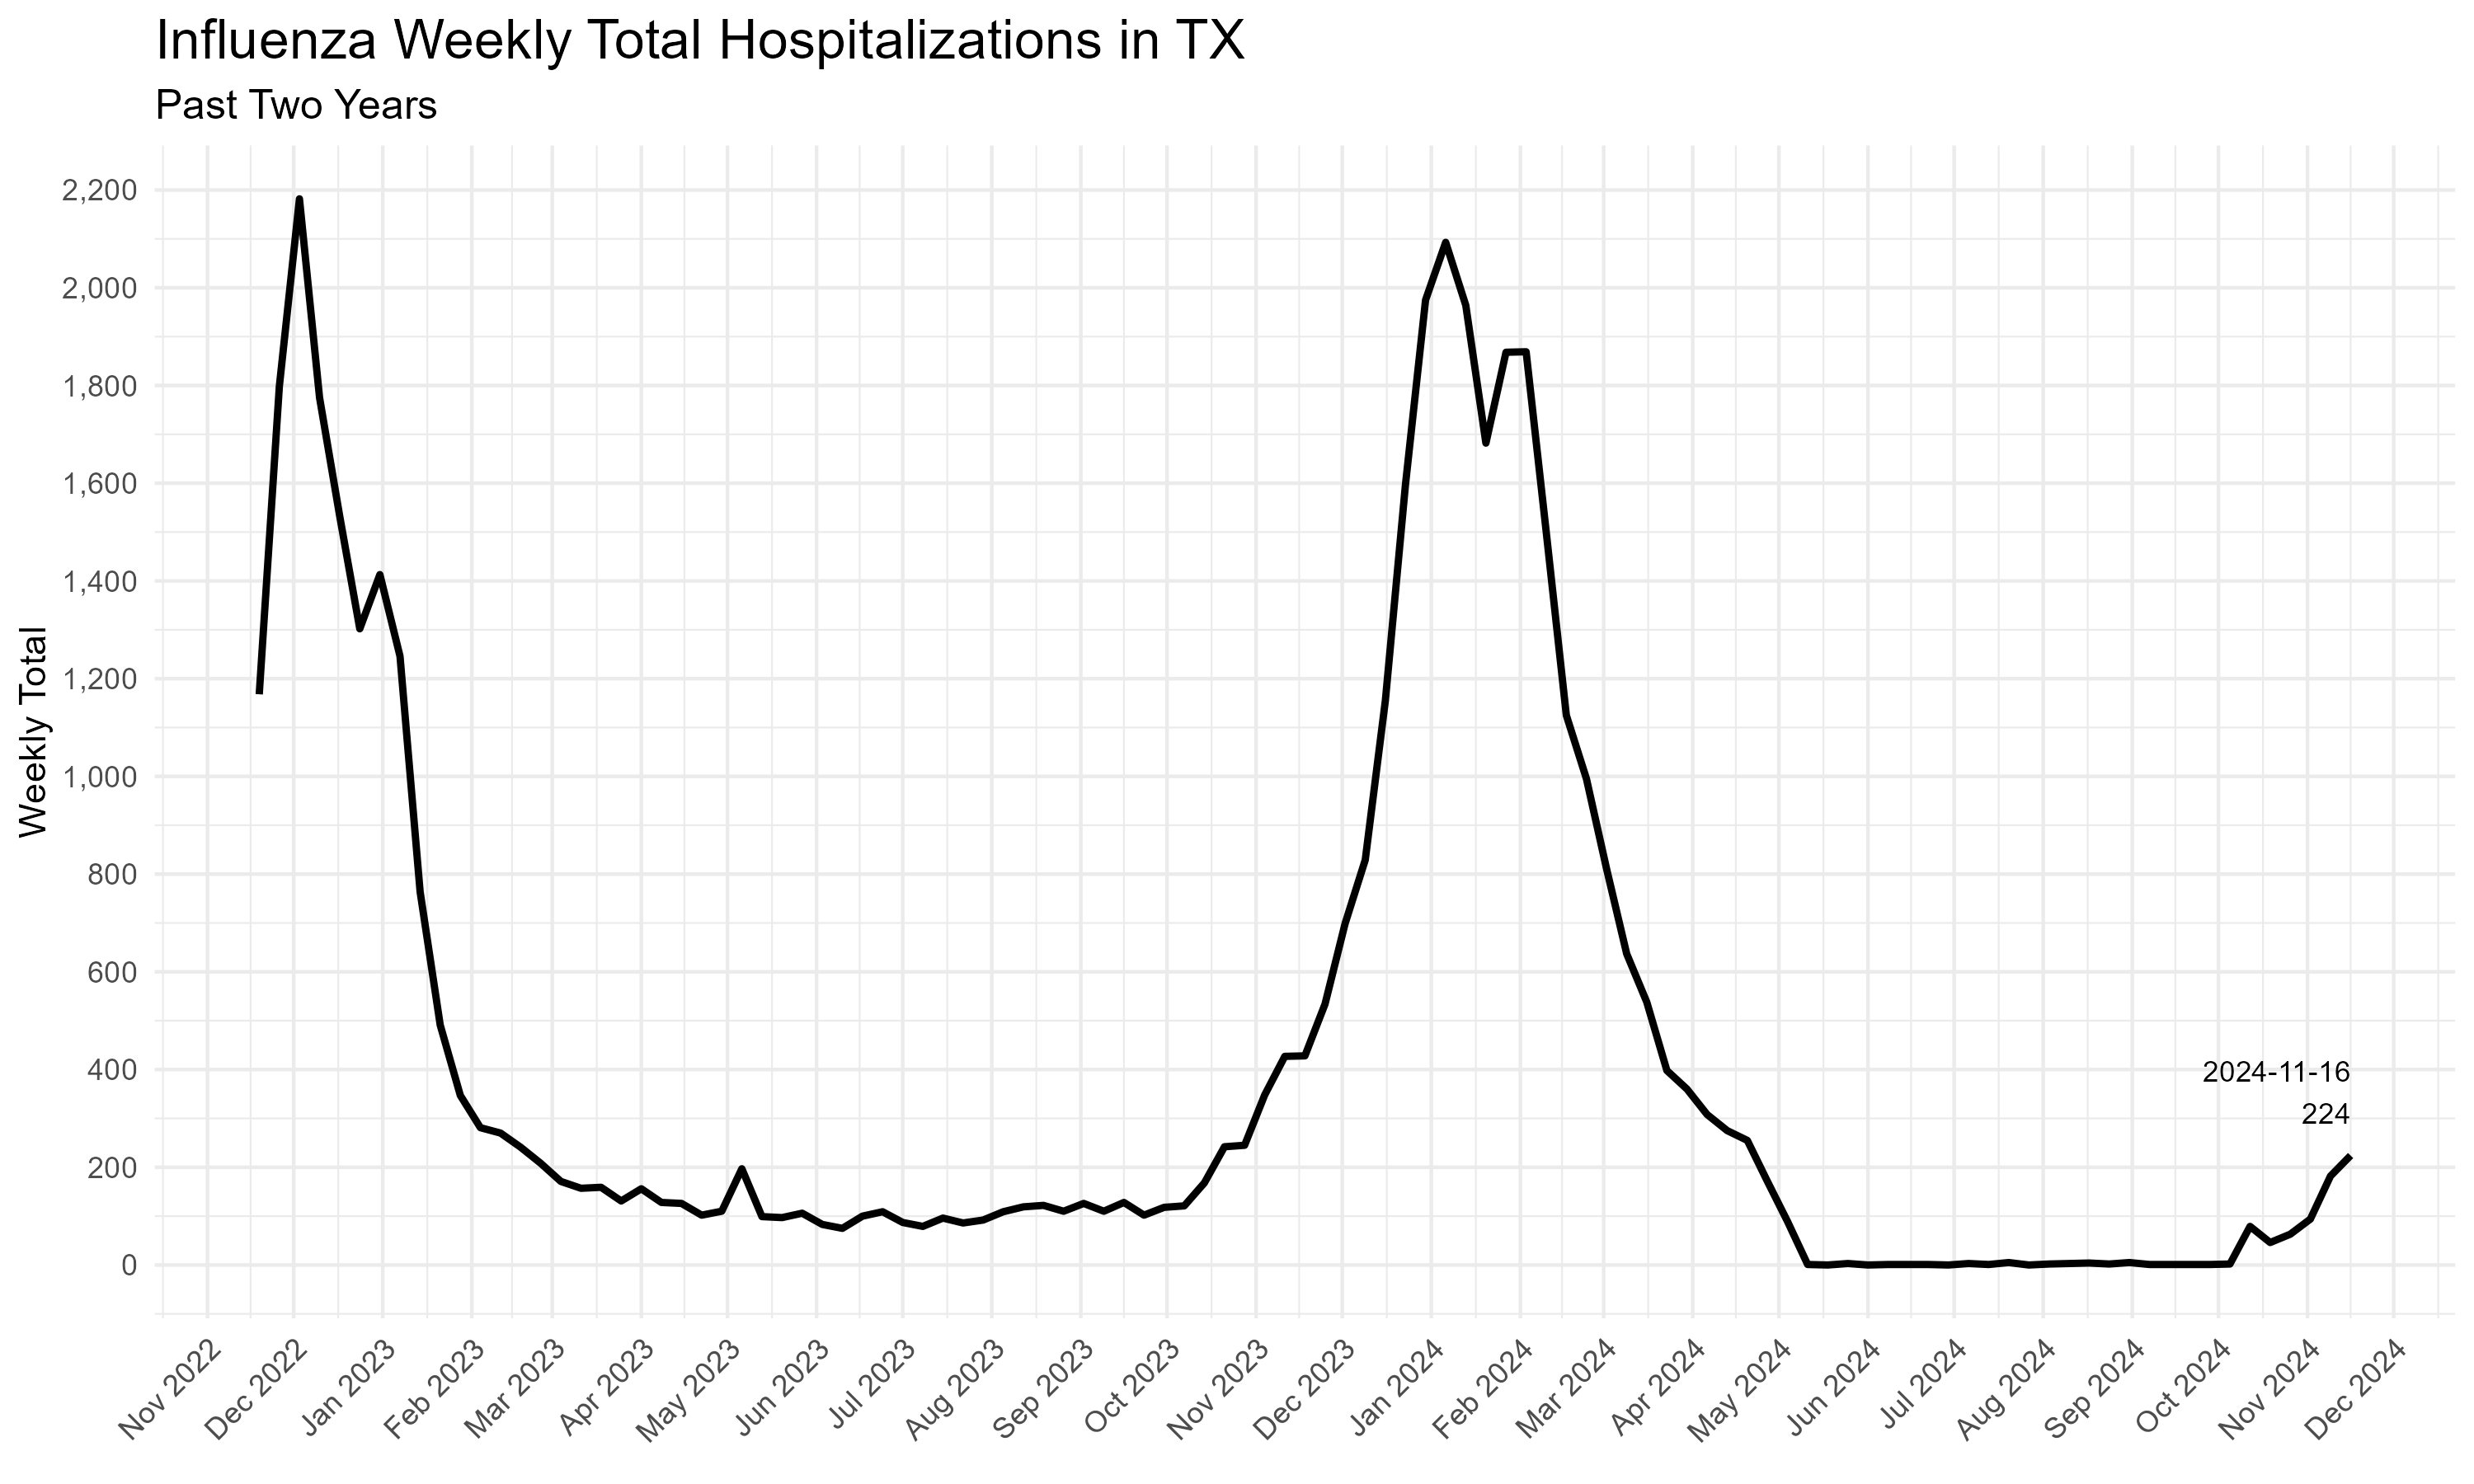 Influenza Weekly Total Hospitalizations in TX
Past Two Years
Weekly Total
2,200
2,000
1,800
1,600
1,400
1,200
1,000
800
600
400
200
0
2024-11-16
224
Nov 2022
Dec 2022
Jan 2023
Feb 2023
Mar 2023
Apr 2023
May 2023
Jun 2023
Jul 2023
Aug 2023
Sep 2023
Oct 2023
Nov 2023
Dec 2023
Jan 2024
Feb 2024
Mar 2024
Apr 2024
May 2024
Jun 2024
Jul 2024
Aug 2024
Sep 2024
Oct 2024
Nov 2024
Dec 2024